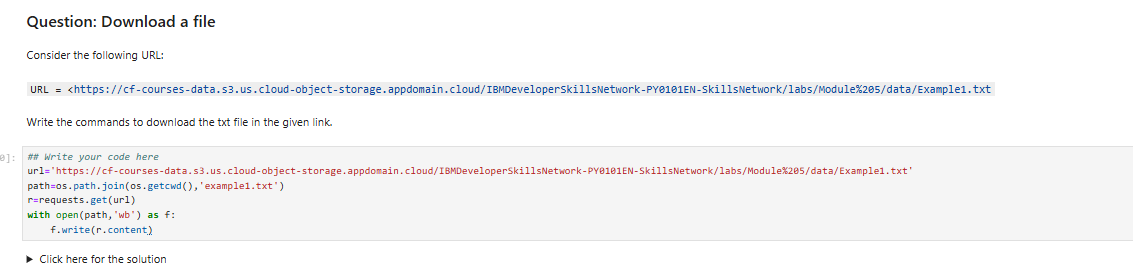 Question: Download a file
Consider the following URL:
URL = <https://cf-courses-data.s3.us.cloud-object-storage.appdomain.cloud/IBMDeveloperSkillsNetwork-PY0101EN-SkillsNetwork/labs/Module%205/data/Example1.txt
Write the commands to download the txt file in the given link.
0]: ## Write your code here
url='https://cf-courses-data.s3.us.cloud-object-storage.appdomain.cloud/IBMDeveloperSkillsNetwork-PY0101EN-SkillsNetwork/labs/Module%205/data/Example1.txt'
path=os.path.join(os.getcwd(),'example1.txt')
r=requests.get(url)
with open(path,'wb') as f:
    f.write(r.content)
Click here for the solution